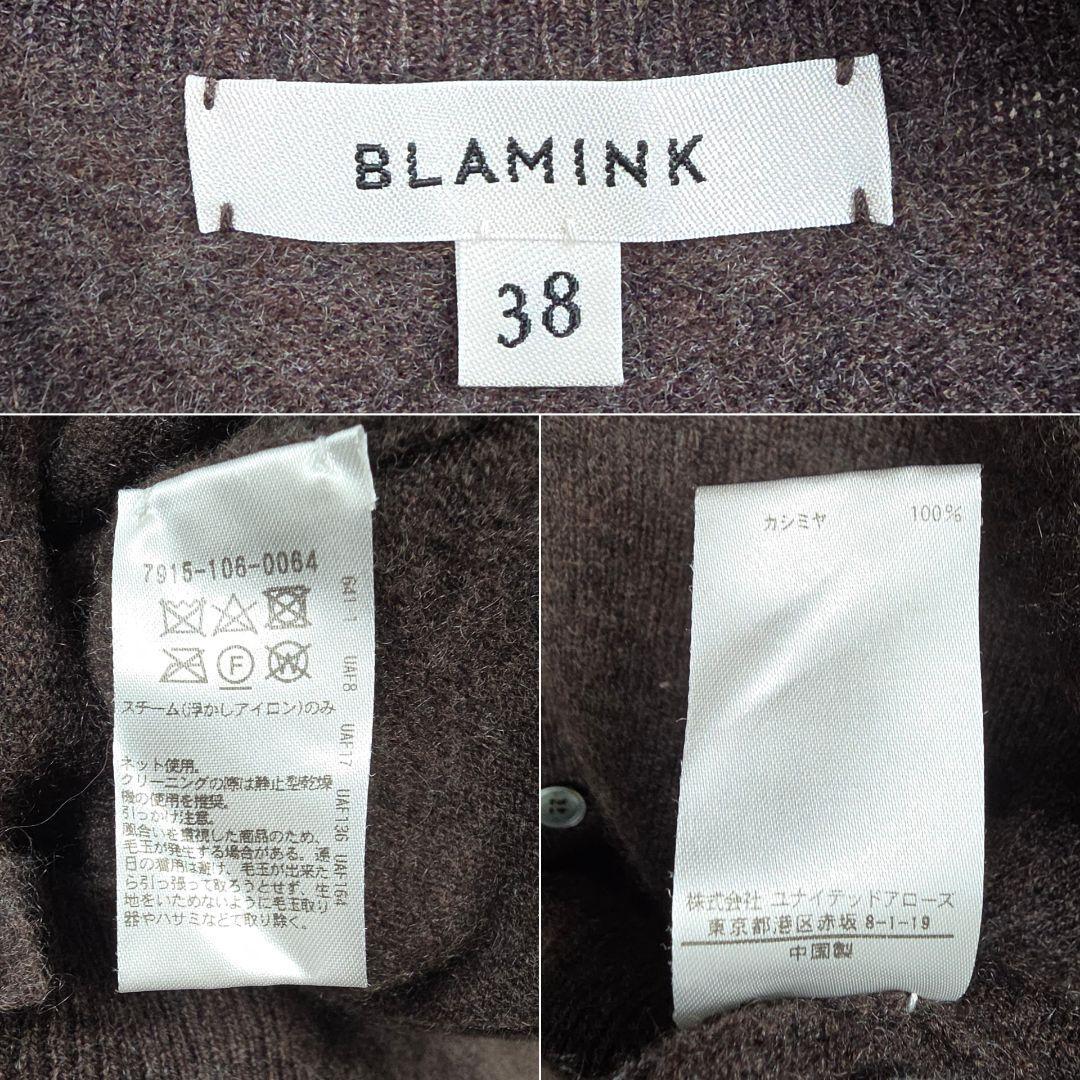 BLAMINK
38
7915-106-0064
F
W
スチーム(浮かしアイロン)のみ
ネット使用。
クリーニングの際は静止型乾燥
機の使用を推奨。
引っかけ注意。
風合いを重視した商品のため、
毛玉が発生する場合がある。連
日の着用は避け、毛玉が出来た
ら引っ張って取ろうとせず、生
地をいためないように毛玉取り
器やハサミなどで取り除く。
641-1 UAF8 UAF17 UAF136 UAF164
カシミヤ 100%
株式会社 ユナイテッドアローズ
東京都港区赤坂 8-1-19
中国製